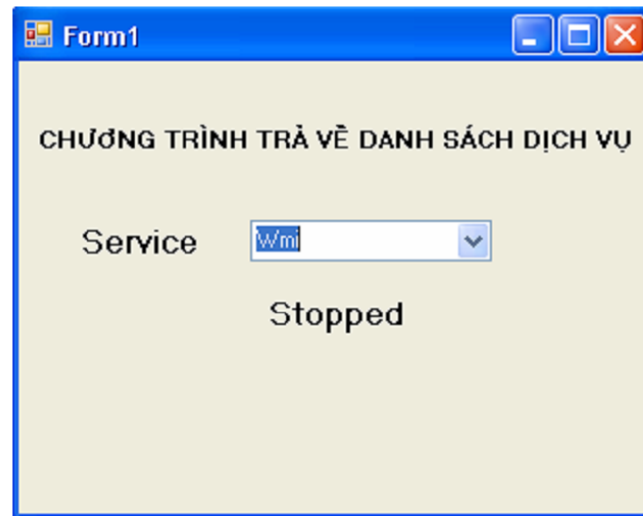 Form1
CHƯƠNG TRÌNH TRẢ VỀ DANH SÁCH DỊCH VỤ
Service Wmi
Stopped